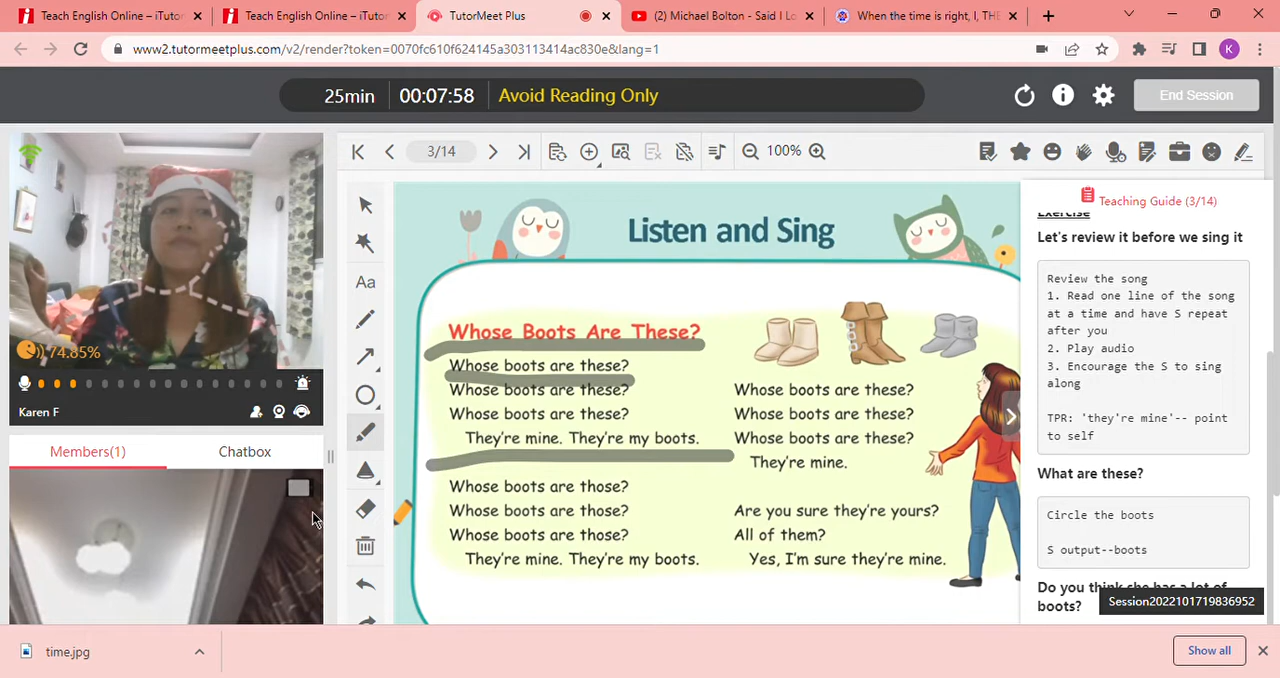 Teach English Online – iTutor
Teach English Online – iTutor
TutorMeet Plus
(2) Michael Bolton - Said I Lo
When the time is right, I, THE
www2.tutormeetplus.com/v2/render?token=0070fc610f624145a303113414ac830e&lang=1
K
25min
00:07:58
Avoid Reading Only
End Session
3/14
100%
74.85%
Karen F
Members(1)
Chatbox
Aa
Listen and Sing
Whose Boots Are These?
Whose boots are these?
Whose boots are these?
Whose boots are these?
They're mine. They're my boots.
Whose boots are those?
Whose boots are those?
Whose boots are those?
They're mine. They're my boots.
Whose boots are these?
Whose boots are these?
Whose boots are these?
They're mine.
Are you sure they're yours?
All of them?
Yes, I'm sure they're mine.
Teaching Guide (3/14)
Exercise
Let's review it before we sing it
Review the song
1. Read one line of the song
at a time and have S repeat
after you
2. Play audio
3. Encourage the S to sing
along
TPR: 'they're mine'-- point
to self
What are these?
Circle the boots
S output--boots
Do you think she has a lot of
boots?
Session2022101719836952
time.jpg
Show all